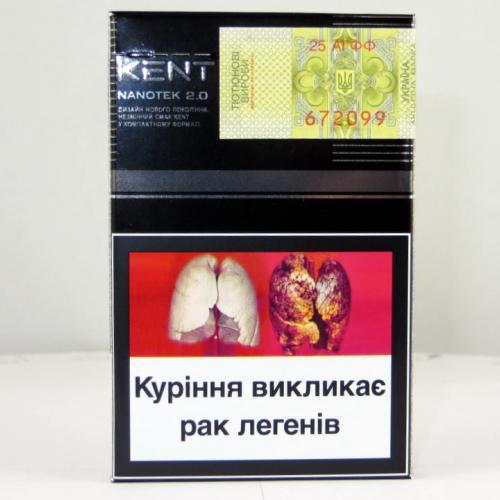 KENT
NANOTEK 2.0
ДИЗАЙН НОВОГО ПОКОЛІННЯ.
НЕЗМІННИЙ СМАК KENT
У КОМПАКТНОМУ ФОРМАТІ.
ТЮТЮНОВІ
ВИРОБИ
25 АГФФ
672099
УКРАЇНА
Куріння викликає
рак легенів